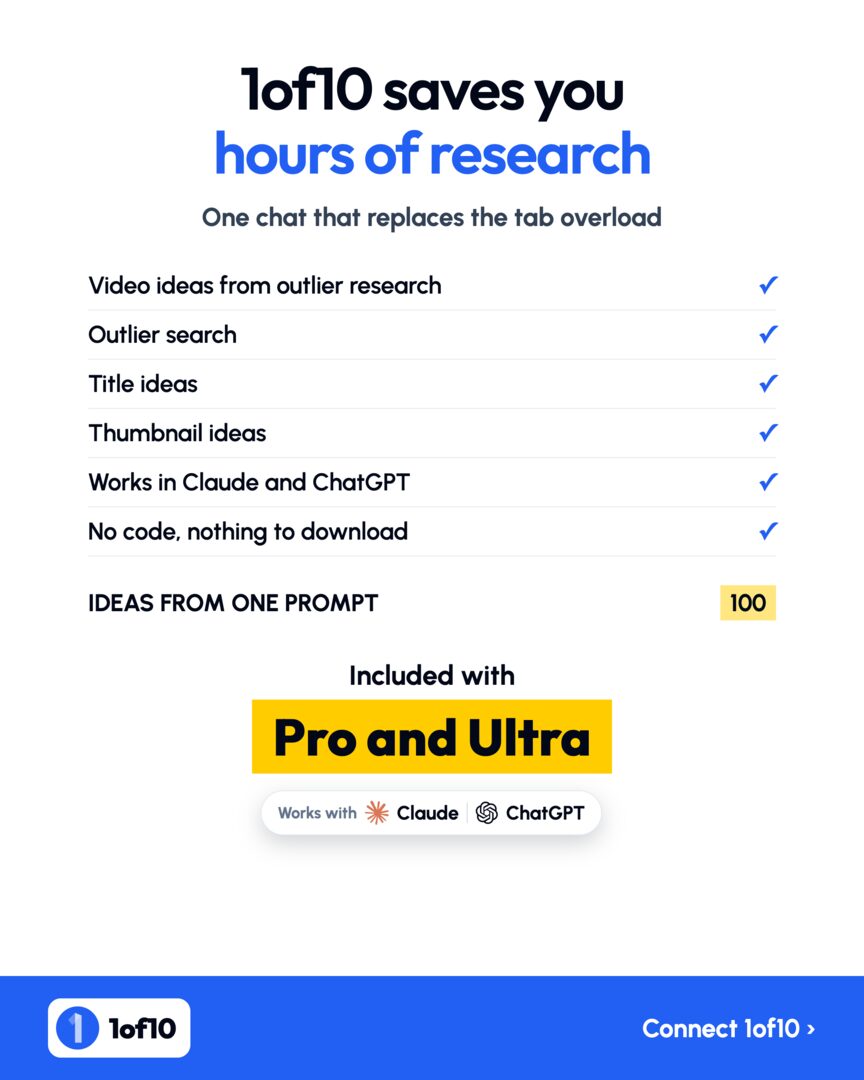 1of10 saves you
hours of research
One chat that replaces the tab overload
Video ideas from outlier research ✓
Outlier search ✓
Title ideas ✓
Thumbnail ideas ✓
Works in Claude and ChatGPT ✓
No code, nothing to download ✓
IDEAS FROM ONE PROMPT 100
Included with
Pro and Ultra
Works with Claude | ChatGPT
1of10
Connect 1of10 ›